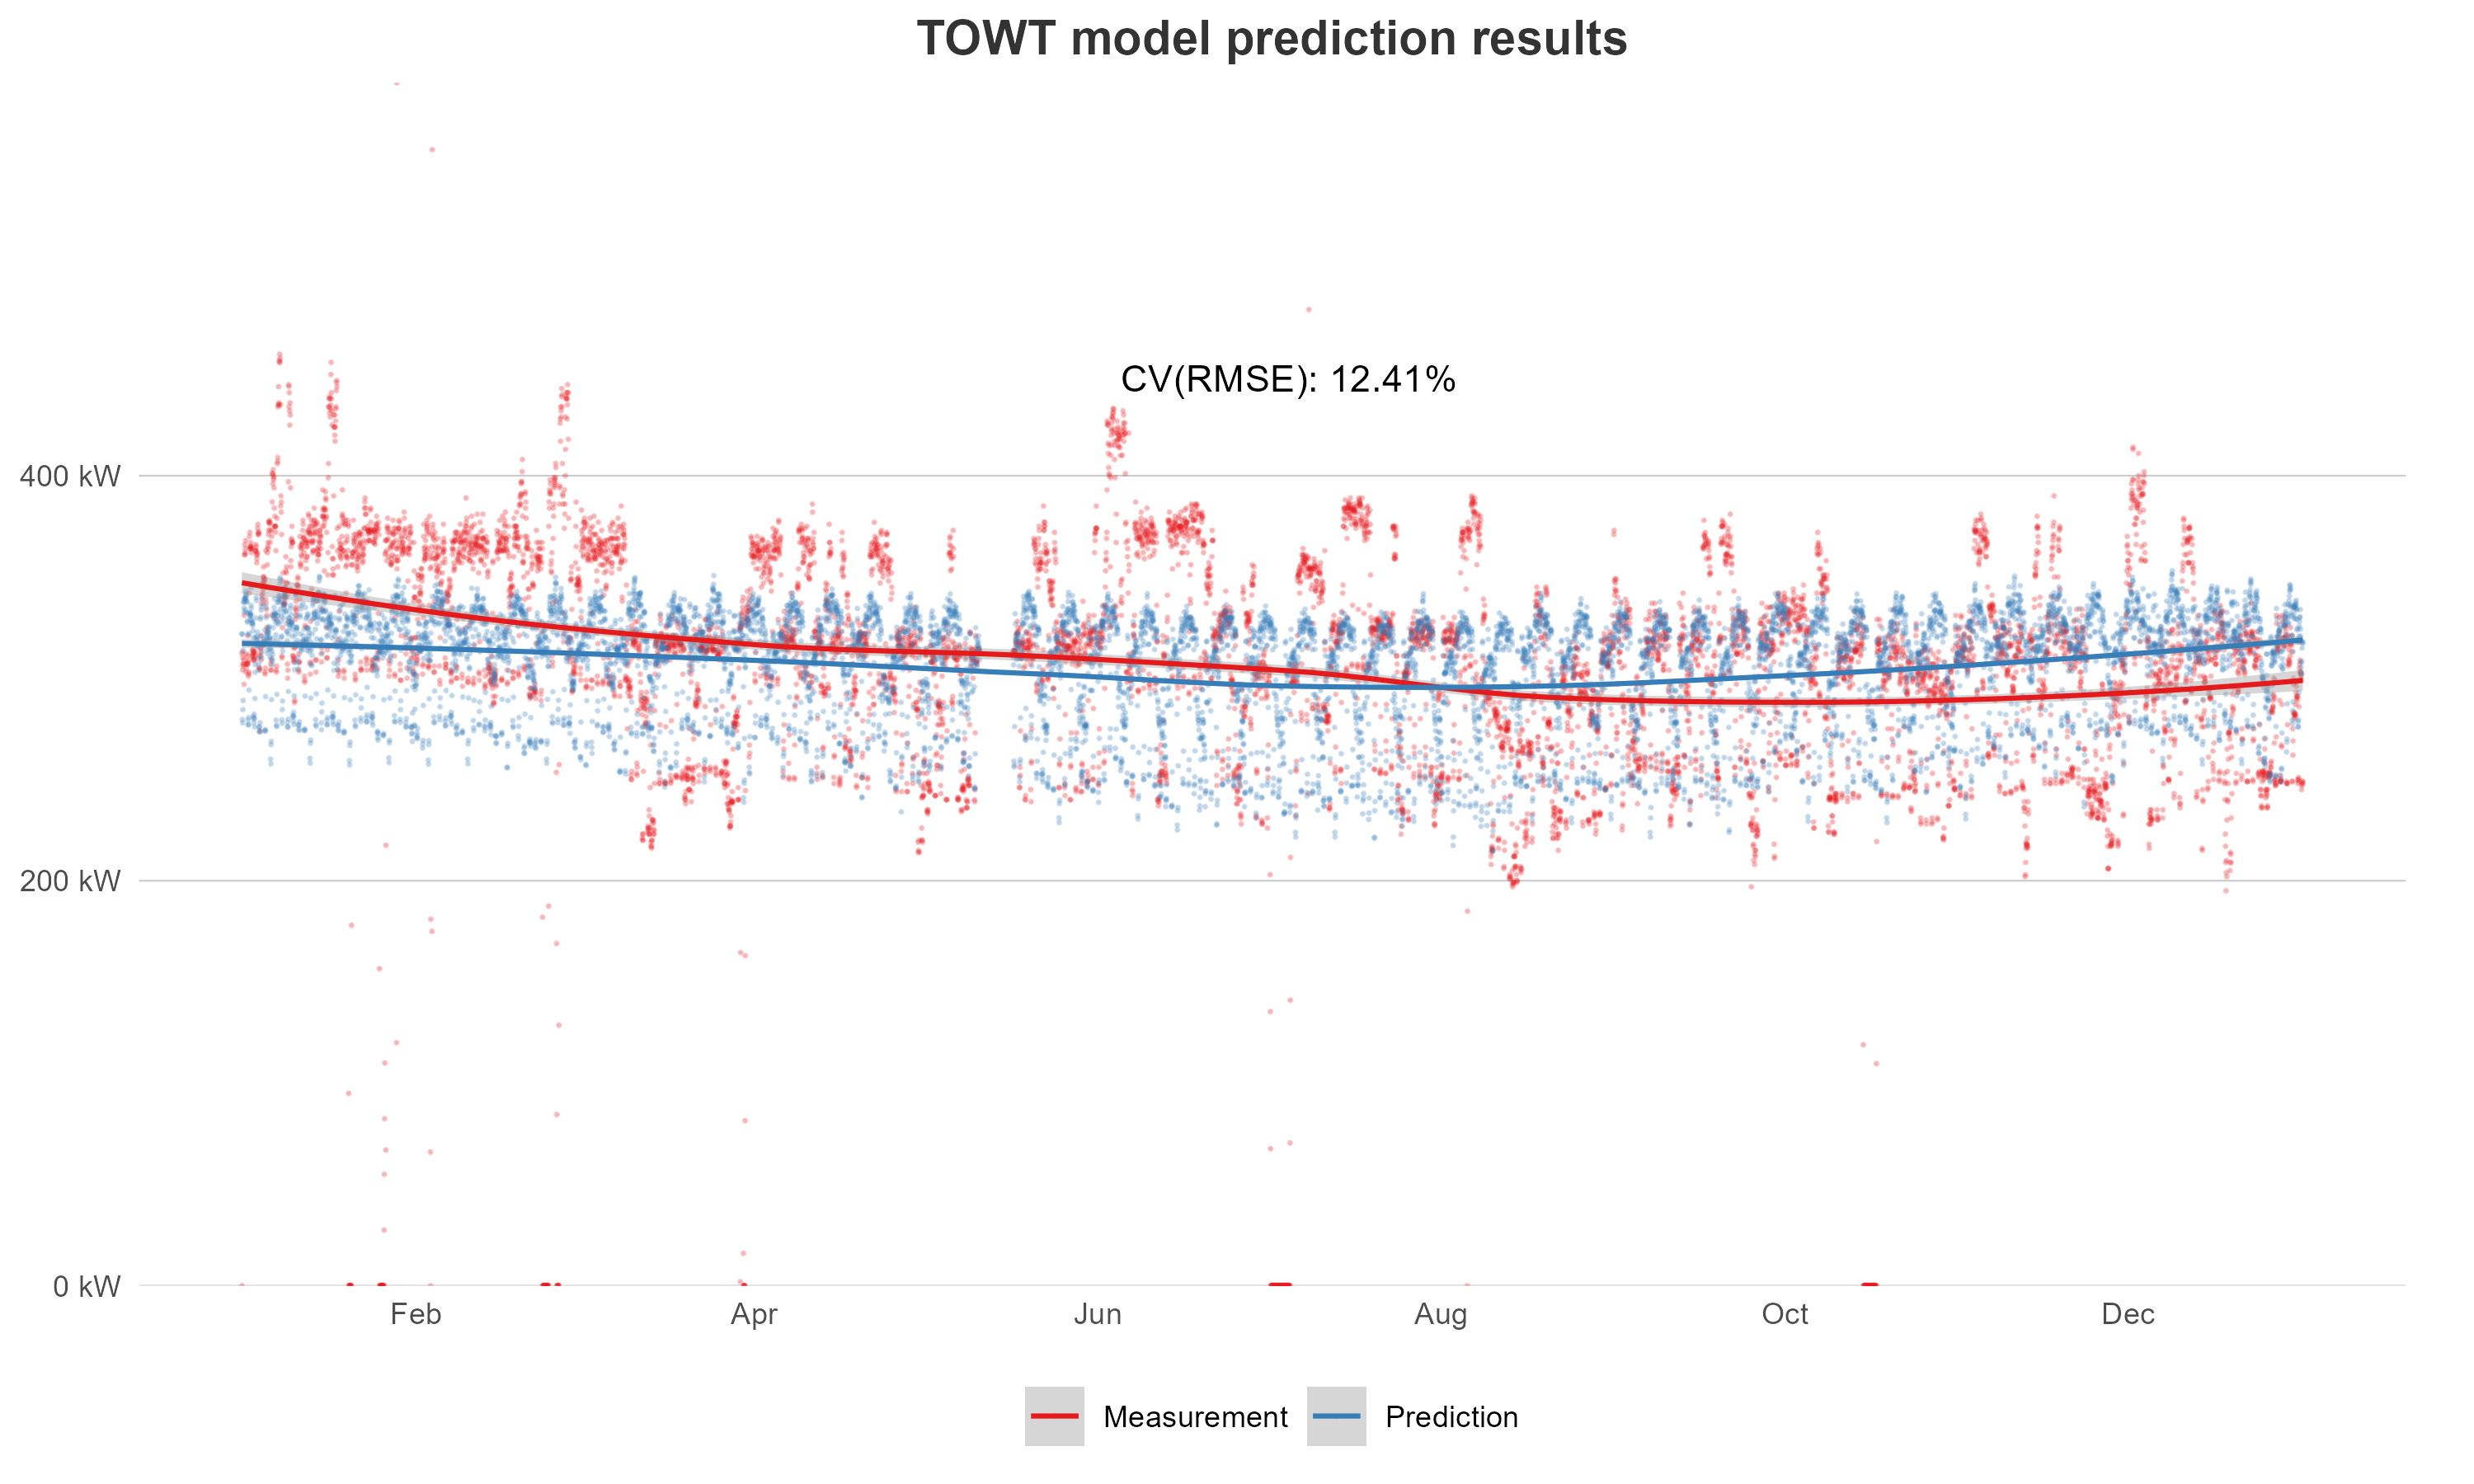 TOWT model prediction results
CV(RMSE): 12.41%
400 kW
200 kW
0 kW
Feb Apr Jun Aug Oct Dec
Measurement Prediction